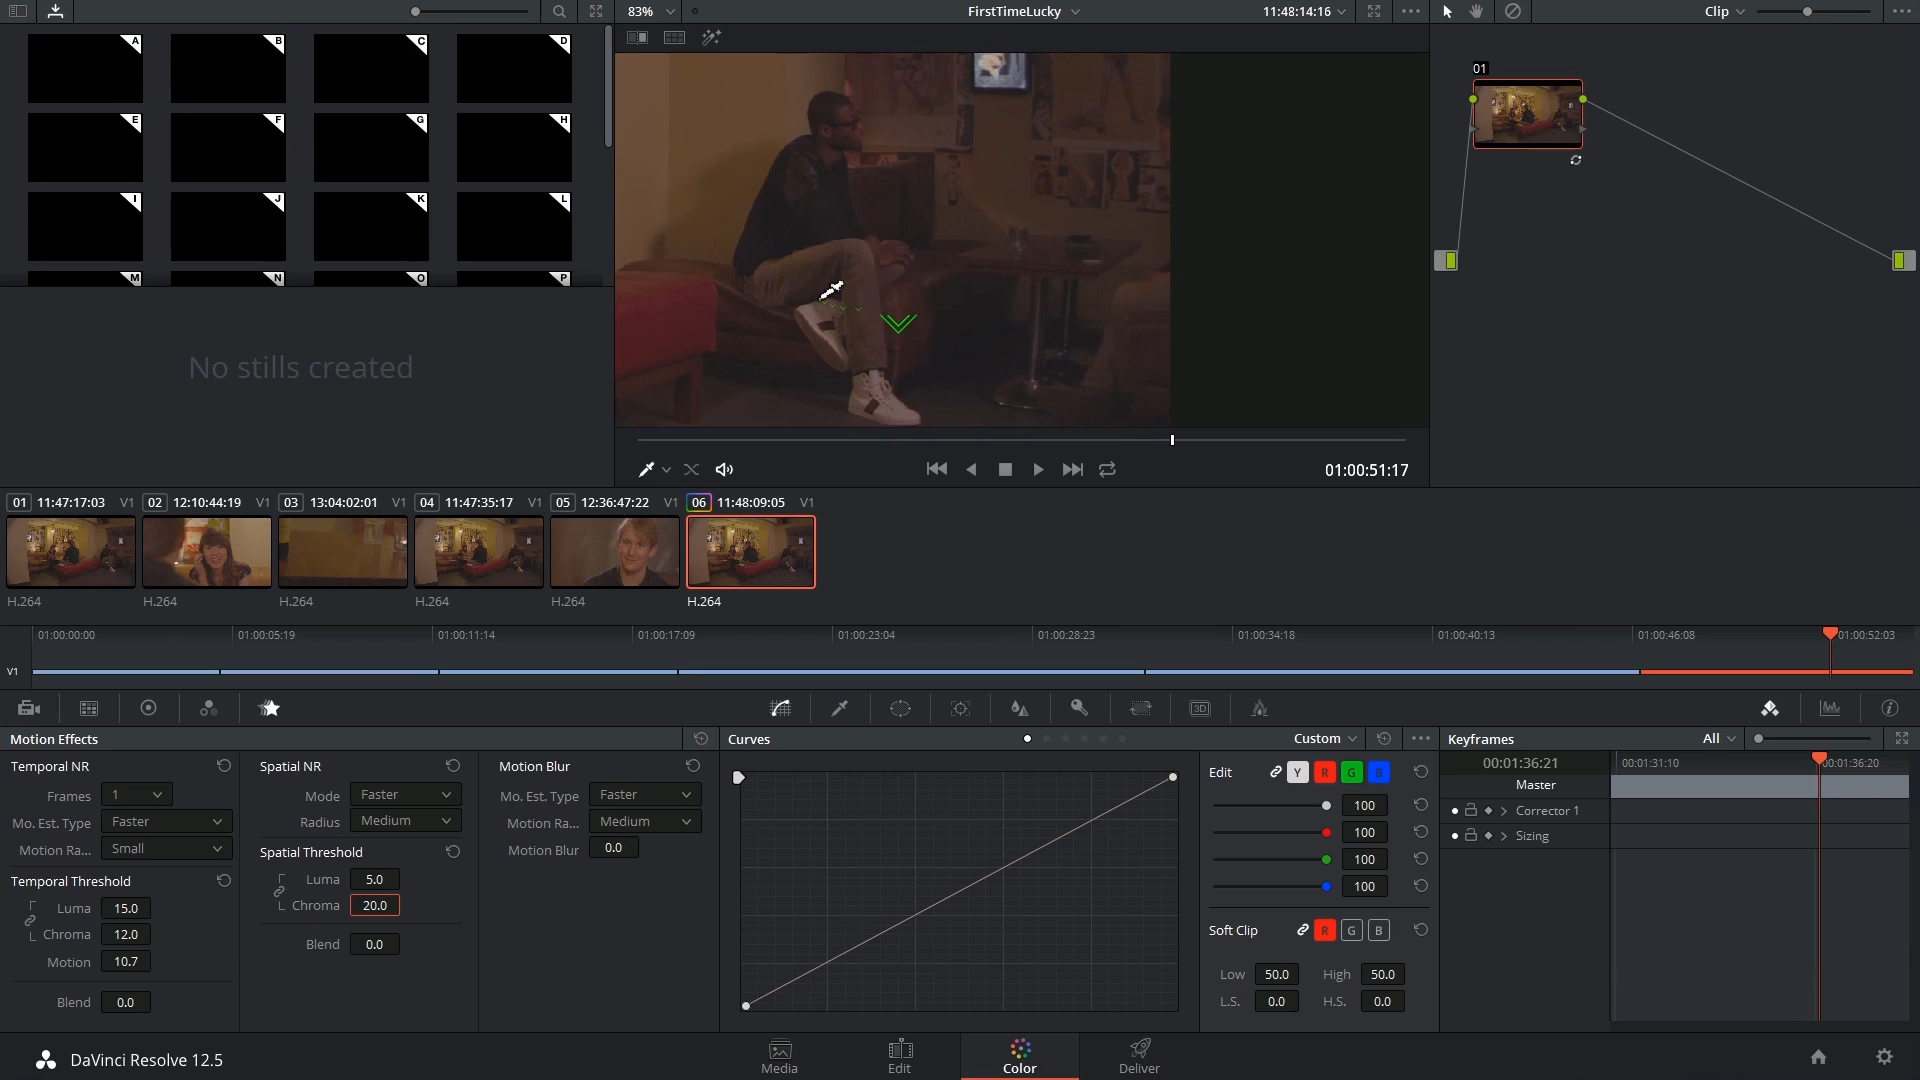 83%
FirstTimeLucky
11:48:14:16
Clip
A
B
C
D
E
F
G
H
I
J
K
L
M
N
O
P
No stills created
01
01:00:51:17
01 11:47:17:03 V1
02 12:10:44:19 V1
03 13:04:02:01 V1
04 11:47:35:17 V1
05 12:36:47:22 V1
06 11:48:09:05 V1
H.264
H.264
H.264
H.264
H.264
H.264
01:00:00:00
01:00:05:19
01:00:11:14
01:00:17:09
01:00:23:04
01:00:28:23
01:00:34:18
01:00:40:13
01:00:46:08
01:00:52:03
V1
3D
Motion Effects
Temporal NR
Frames 1
Mo. Est. Type Faster
Motion Ra... Small
Temporal Threshold
Luma 15.0
Chroma 12.0
Motion 10.7
Blend 0.0
Spatial NR
Mode Faster
Radius Medium
Spatial Threshold
Luma 5.0
Chroma 20.0
Blend 0.0
Motion Blur
Mo. Est. Type Faster
Motion Ra... Medium
Motion Blur 0.0
Curves
Custom
Edit Y R G B
100
100
100
100
Soft Clip R G B
Low 50.0 High 50.0
L.S. 0.0 H.S. 0.0
Keyframes
All
00:01:36:21
00:01:31:10
00:01:36:20
Master
Corrector 1
Sizing
DaVinci Resolve 12.5
Media
Edit
Color
Deliver